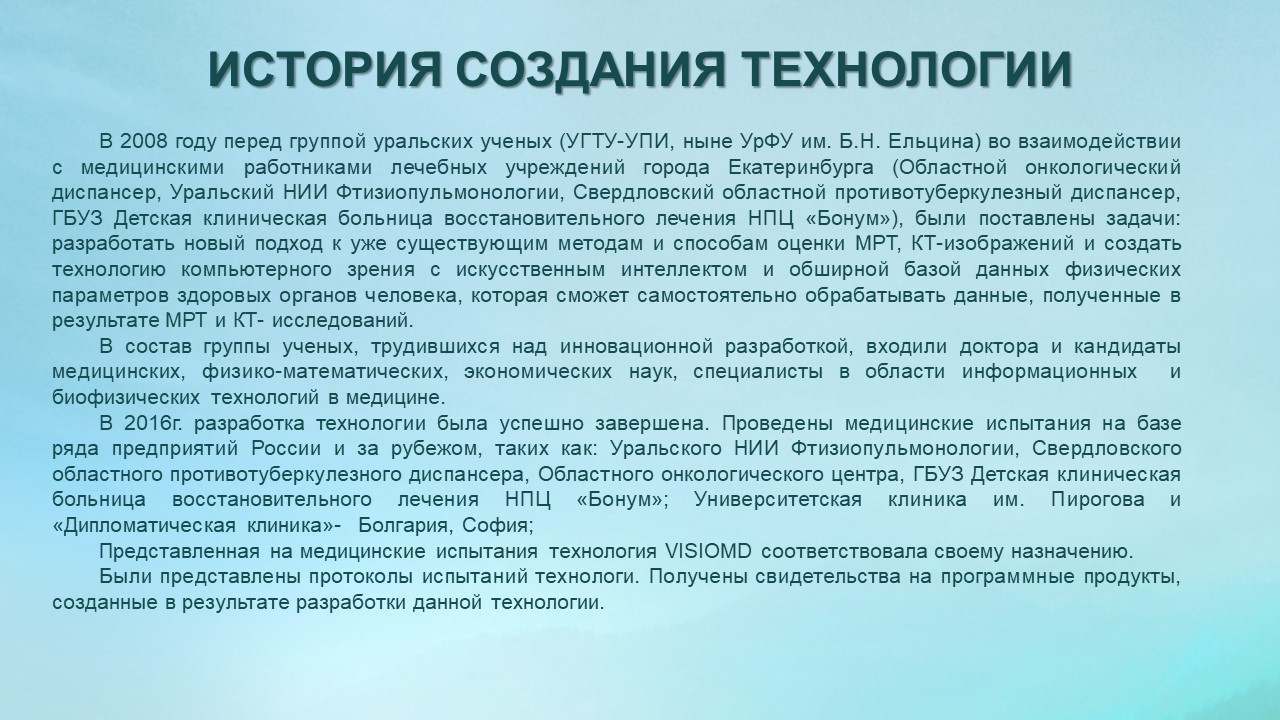 ИСТОРИЯ СОЗДАНИЯ ТЕХНОЛОГИИ
В 2008 году перед группой уральских ученых (УГТУ-УПИ, ныне УрФУ им. Б.Н. Ельцина) во взаимодействии
с медицинскими работниками лечебных учреждений города Екатеринбурга (Областной онкологический
диспансер, Уральский НИИ Фтизиопульмонологии, Свердловский областной противотуберкулезный диспансер,
ГБУЗ Детская клиническая больница восстановительного лечения НПЦ «Бонум»), были поставлены задачи:
разработать новый подход к уже существующим методам и способам оценки МРТ, КТ-изображений и создать
технологию компьютерного зрения с искусственным интеллектом и обширной базой данных физических
параметров здоровых органов человека, которая сможет самостоятельно обрабатывать данные, полученные в
результате МРТ и КТ- исследований.
В состав группы ученых, трудившихся над инновационной разработкой, входили доктора и кандидаты
медицинских, физико-математических, экономических наук, специалисты в области информационных и
биофизических технологий в медицине.
В 2016г. разработка технологии была успешно завершена. Проведены медицинские испытания на базе
ряда предприятий России и за рубежом, таких как: Уральского НИИ Фтизиопульмонологии, Свердловского
областного противотуберкулезного диспансера, Областного онкологического центра, ГБУЗ Детская клиническая
больница восстановительного лечения НПЦ «Бонум»; Университетская клиника им. Пирогова и
«Дипломатическая клиника»- Болгария, София;
Представленная на медицинские испытания технология VISIOMD соответствовала своему назначению.
Были представлены протоколы испытаний технологи. Получены свидетельства на программные продукты,
созданные в результате разработки данной технологии.